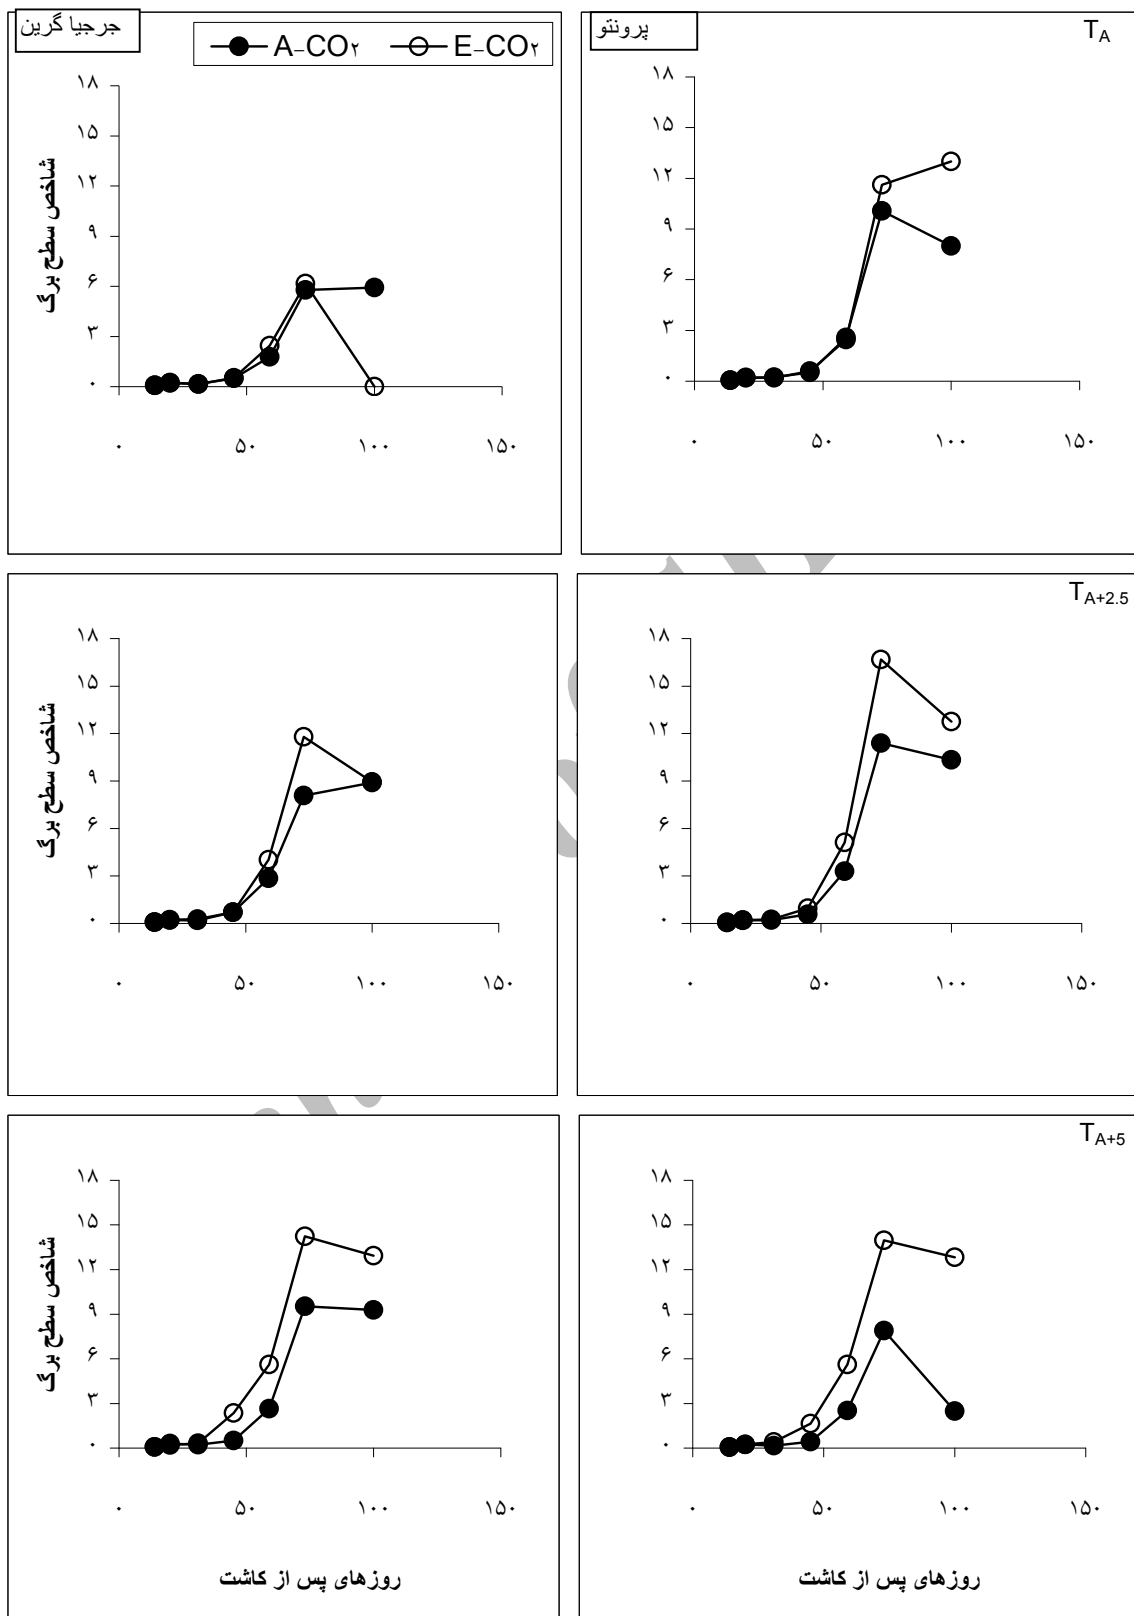 جرجیا گرین
A-CO۲ E-CO۲
۱۸
۱۵
۱۲
۹
۶
۳
۰
شاخص سطح برگ
۰ ۵۰ ۱۰۰ ۱۵۰
پرونتو
TA
۱۸
۱۵
۱۲
۹
۶
۳
۰
۰ ۵۰ ۱۰۰ ۱۵۰
۱۸
۱۵
۱۲
۹
۶
۳
۰
شاخص سطح برگ
۰ ۵۰ ۱۰۰ ۱۵۰
TA+2.5
۱۸
۱۵
۱۲
۹
۶
۳
۰
۰ ۵۰ ۱۰۰ ۱۵۰
۱۸
۱۵
۱۲
۹
۶
۳
۰
شاخص سطح برگ
۰ ۵۰ ۱۰۰ ۱۵۰
روزهای پس از کاشت
TA+5
۱۸
۱۵
۱۲
۹
۶
۳
۰
۰ ۵۰ ۱۰۰ ۱۵۰
روزهای پس از کاشت